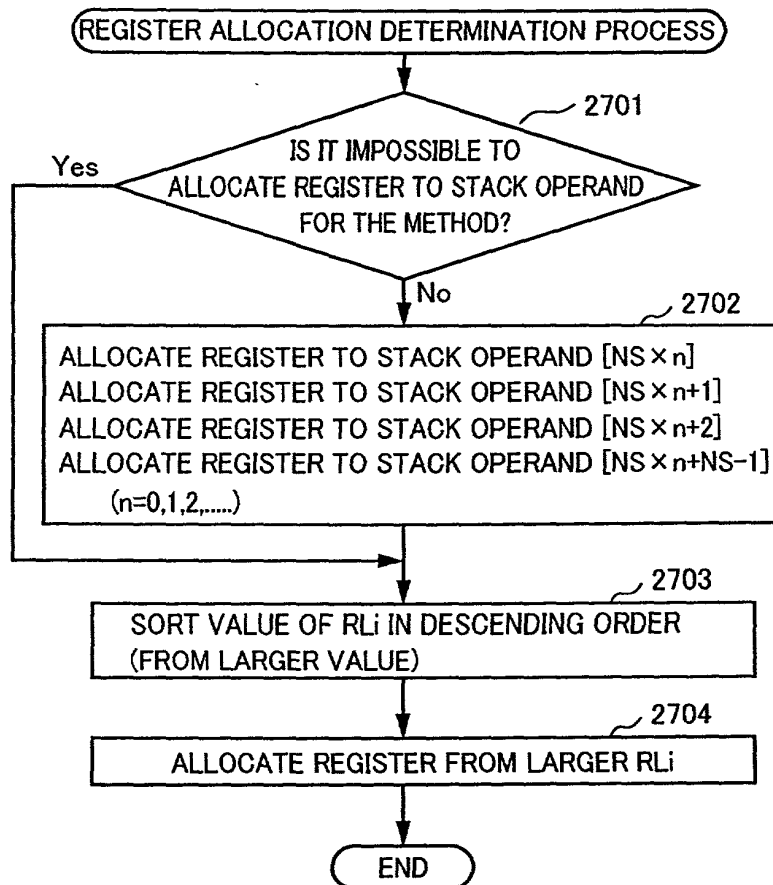 REGISTER ALLOCATION DETERMINATION PROCESS
2701
Yes
IS IT IMPOSSIBLE TO
ALLOCATE REGISTER TO STACK OPERAND
FOR THE METHOD?
No
2702
ALLOCATE REGISTER TO STACK OPERAND [NS×n]
ALLOCATE REGISTER TO STACK OPERAND [NS×n+1]
ALLOCATE REGISTER TO STACK OPERAND [NS×n+2]
ALLOCATE REGISTER TO STACK OPERAND [NS×n+NS-1]
(n=0,1,2,.....)
2703
SORT VALUE OF RLi IN DESCENDING ORDER
(FROM LARGER VALUE)
2704
ALLOCATE REGISTER FROM LARGER RLi
END